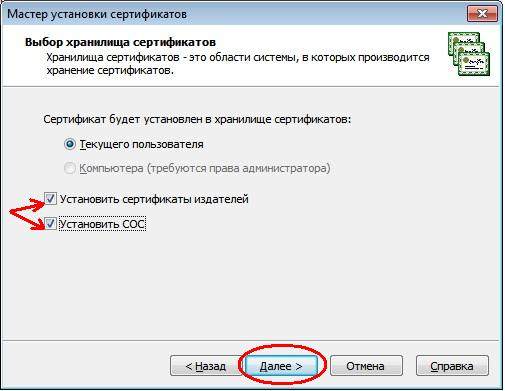 Мастер установки сертификатов
Выбор хранилища сертификатов
Хранилища сертификатов - это области системы, в которых производится
хранение сертификатов.
Сертификат будет установлен в хранилище сертификатов:
Текущего пользователя
Компьютера (требуются права администратора)
Установить сертификаты издателей
Установить СОС
< Назад
Далее >
Отмена
Справка